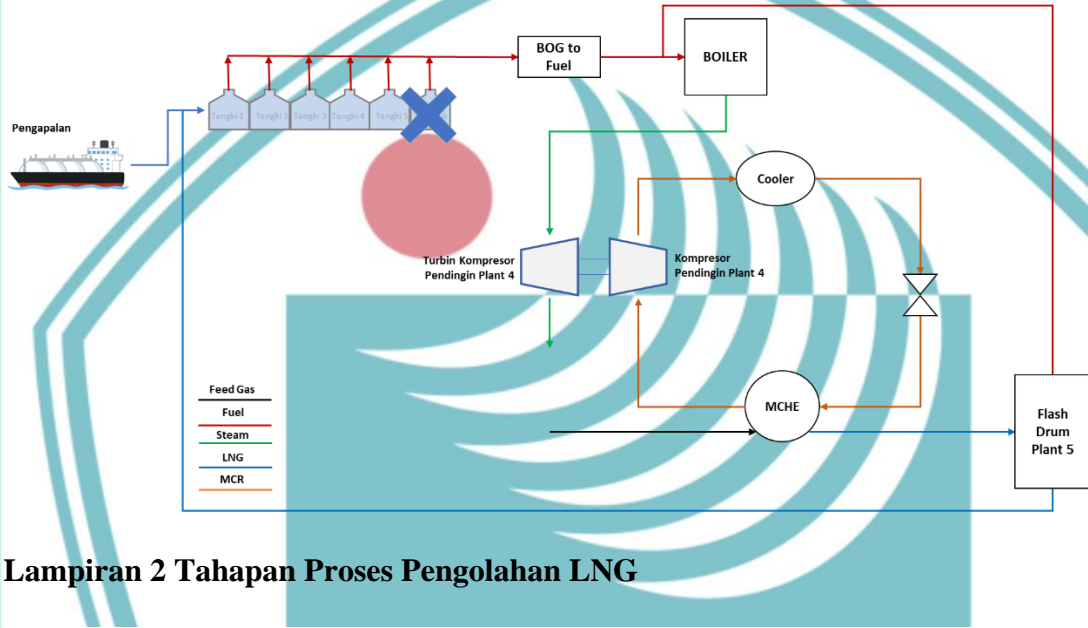 BOG to
Fuel
BOILER
Tangki 1
Tangki 2
Tangki 3
Tangki 4
Tangki
Pengapalan
Cooler
Turbin Kompresor
Pendingin Plant 4
Kompresor
Pendingin Plant 4
Feed Gas
Fuel
Steam
LNG
MCR
MCHE
Flash
Drum
Plant 5
Lampiran 2 Tahapan Proses Pengolahan LNG